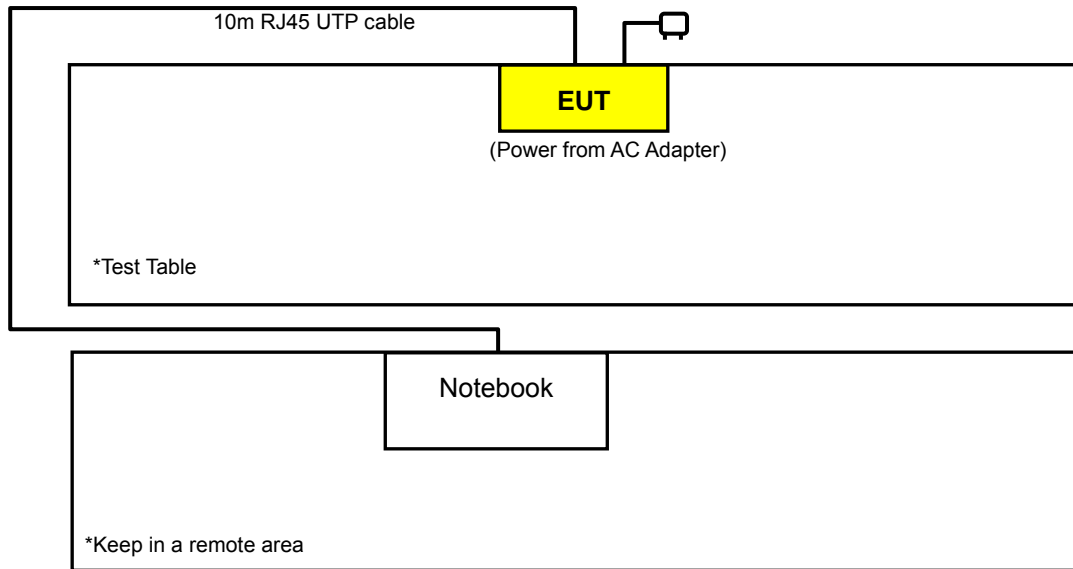 10m RJ45 UTP cable
EUT
(Power from AC Adapter)
*Test Table
Notebook
*Keep in a remote area